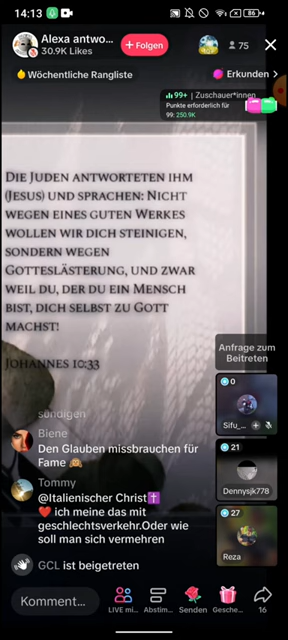 14:13
86
Alexa antwo...
30.9K Likes
+ Folgen
75
Wöchentliche Rangliste
Erkunden >
99+ | Zuschauer*innen
Punkte erforderlich für
99: 250.9K
Die Juden antworteten ihm
(Jesus) und sprachen: Nicht
wegen eines guten Werkes
wollen wir dich steinigen,
sondern wegen
Gotteslästerung, und zwar
weil du, der du ein Mensch
bist, dich selbst zu Gott
machst!
Johannes 10:33
Anfrage zum
Beitreten
0
Sifu_...
21
Dennysjk778
27
Reza
sündigen
Biene
Den Glauben missbrauchen für
Fame 🙈
Tommy
@Italienischer Christ✝️
❤️ ich meine das mit
geschlechtsverkehr.Oder wie
soll man sich vermehren
GCL ist beigetreten
Komment...
LIVE mi...
Abstim...
Senden
Gesche...
16